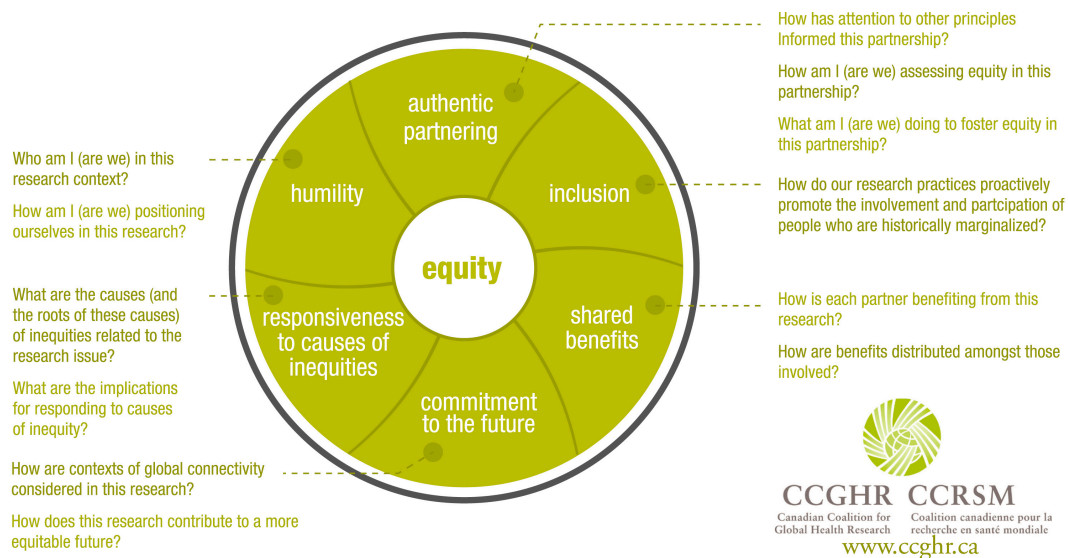 How has attention to other principles
Informed this partnership?
How am I (are we) assessing equity in this
partnership?
What am I (are we) doing to foster equity in
this partnership?
authentic
partnering
Who am I (are we) in this
research context?
How am I (are we) positioning
ourselves in this research?
humility
inclusion
How do our research practices proactively
promote the involvement and partcipation of
people who are historically marginalized?
equity
What are the causes (and
the roots of these causes)
of inequities related to the
research issue?
What are the implications
for responding to causes
of inequity?
responsiveness
to causes of
inequities
shared
benefits
How is each partner benefiting from this
research?
How are benefits distributed amongst those
involved?
commitment
to the future
How are contexts of global connectivity
considered in this research?
How does this research contribute to a more
equitable future?
CCGHR CCRSM
Canadian Coalition for
Global Health Research
Coalition canadienne pour la
recherche en santé mondiale
www.ccghr.ca